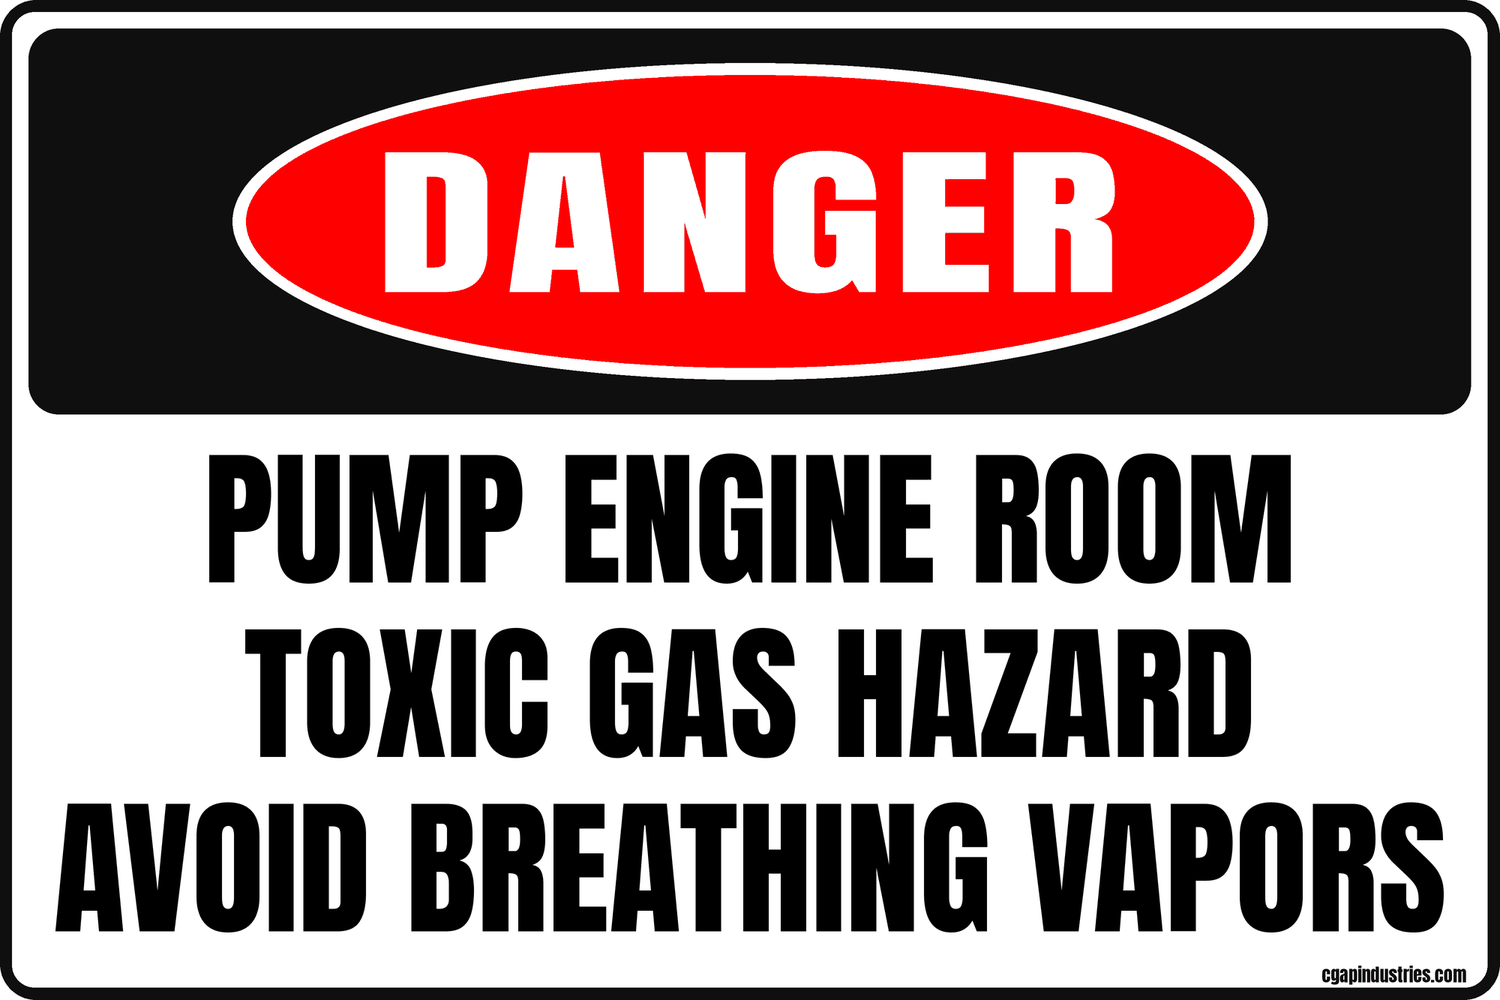 DANGER
PUMP ENGINE ROOM
TOXIC GAS HAZARD
AVOID BREATHING VAPORS
cgapindustries.com